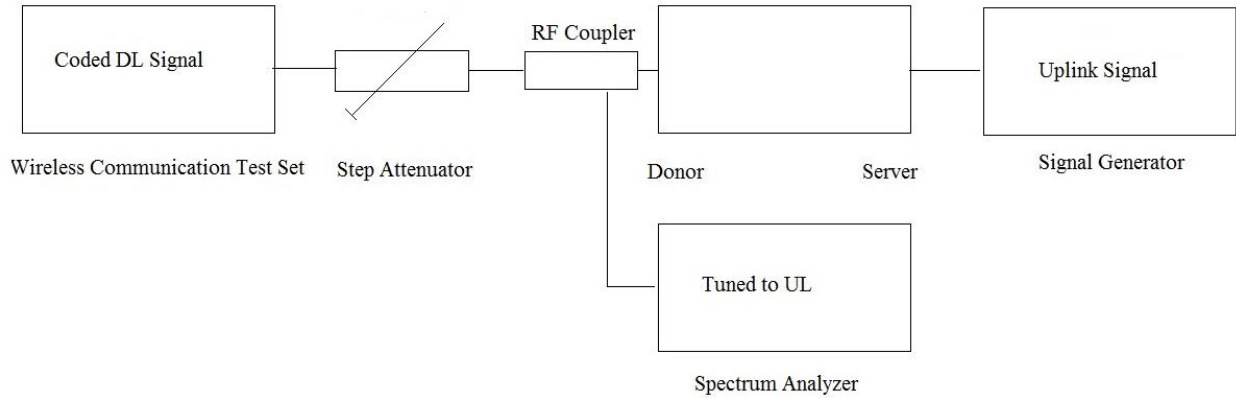 RF Coupler
Coded DL Signal
Uplink Signal
Wireless Communication Test Set
Step Attenuator
Donor
Server
Signal Generator
Tuned to UL
Spectrum Analyzer